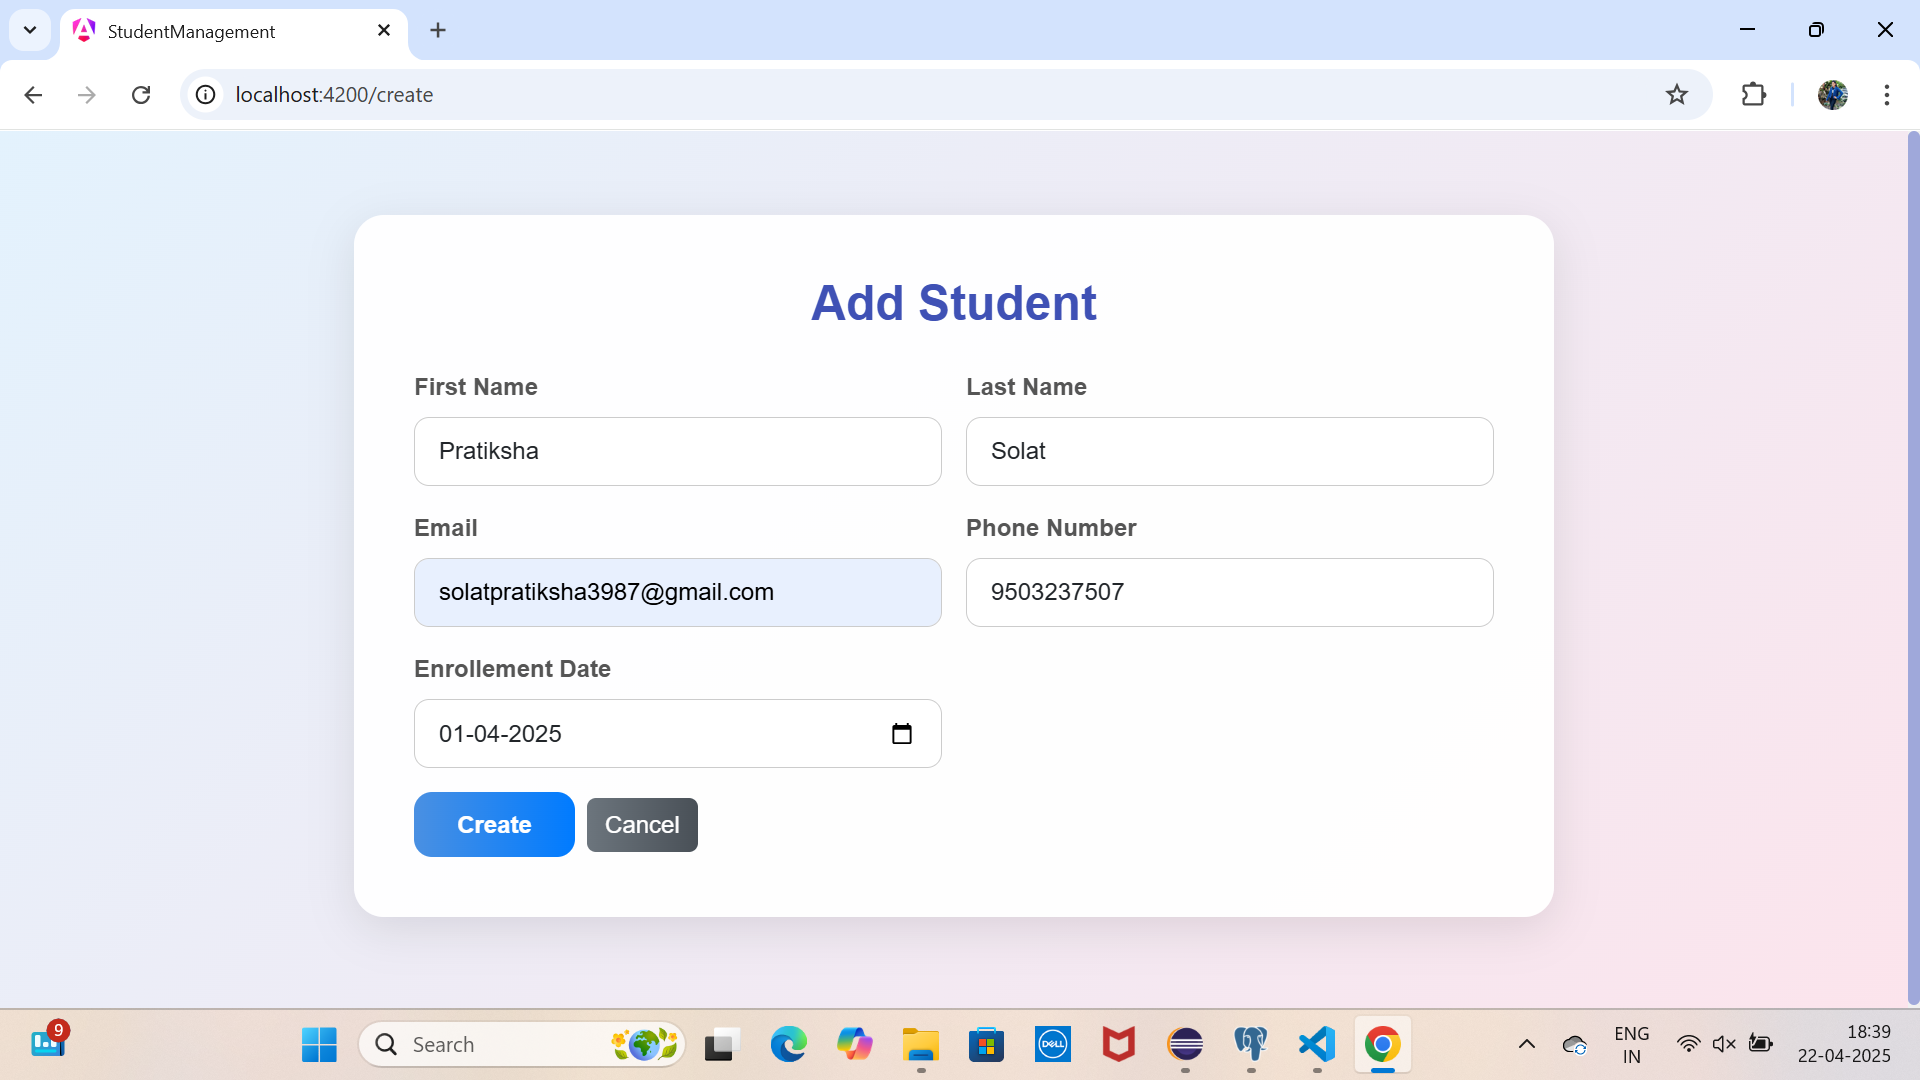 StudentManagement
localhost:4200/create
Add Student
First Name
Last Name
Pratiksha
Solat
Email
Phone Number
solatpratiksha3987@gmail.com
9503237507
Enrollement Date
01-04-2025
Create
Cancel
9
Search
DELL
ENG
IN
18:39
22-04-2025